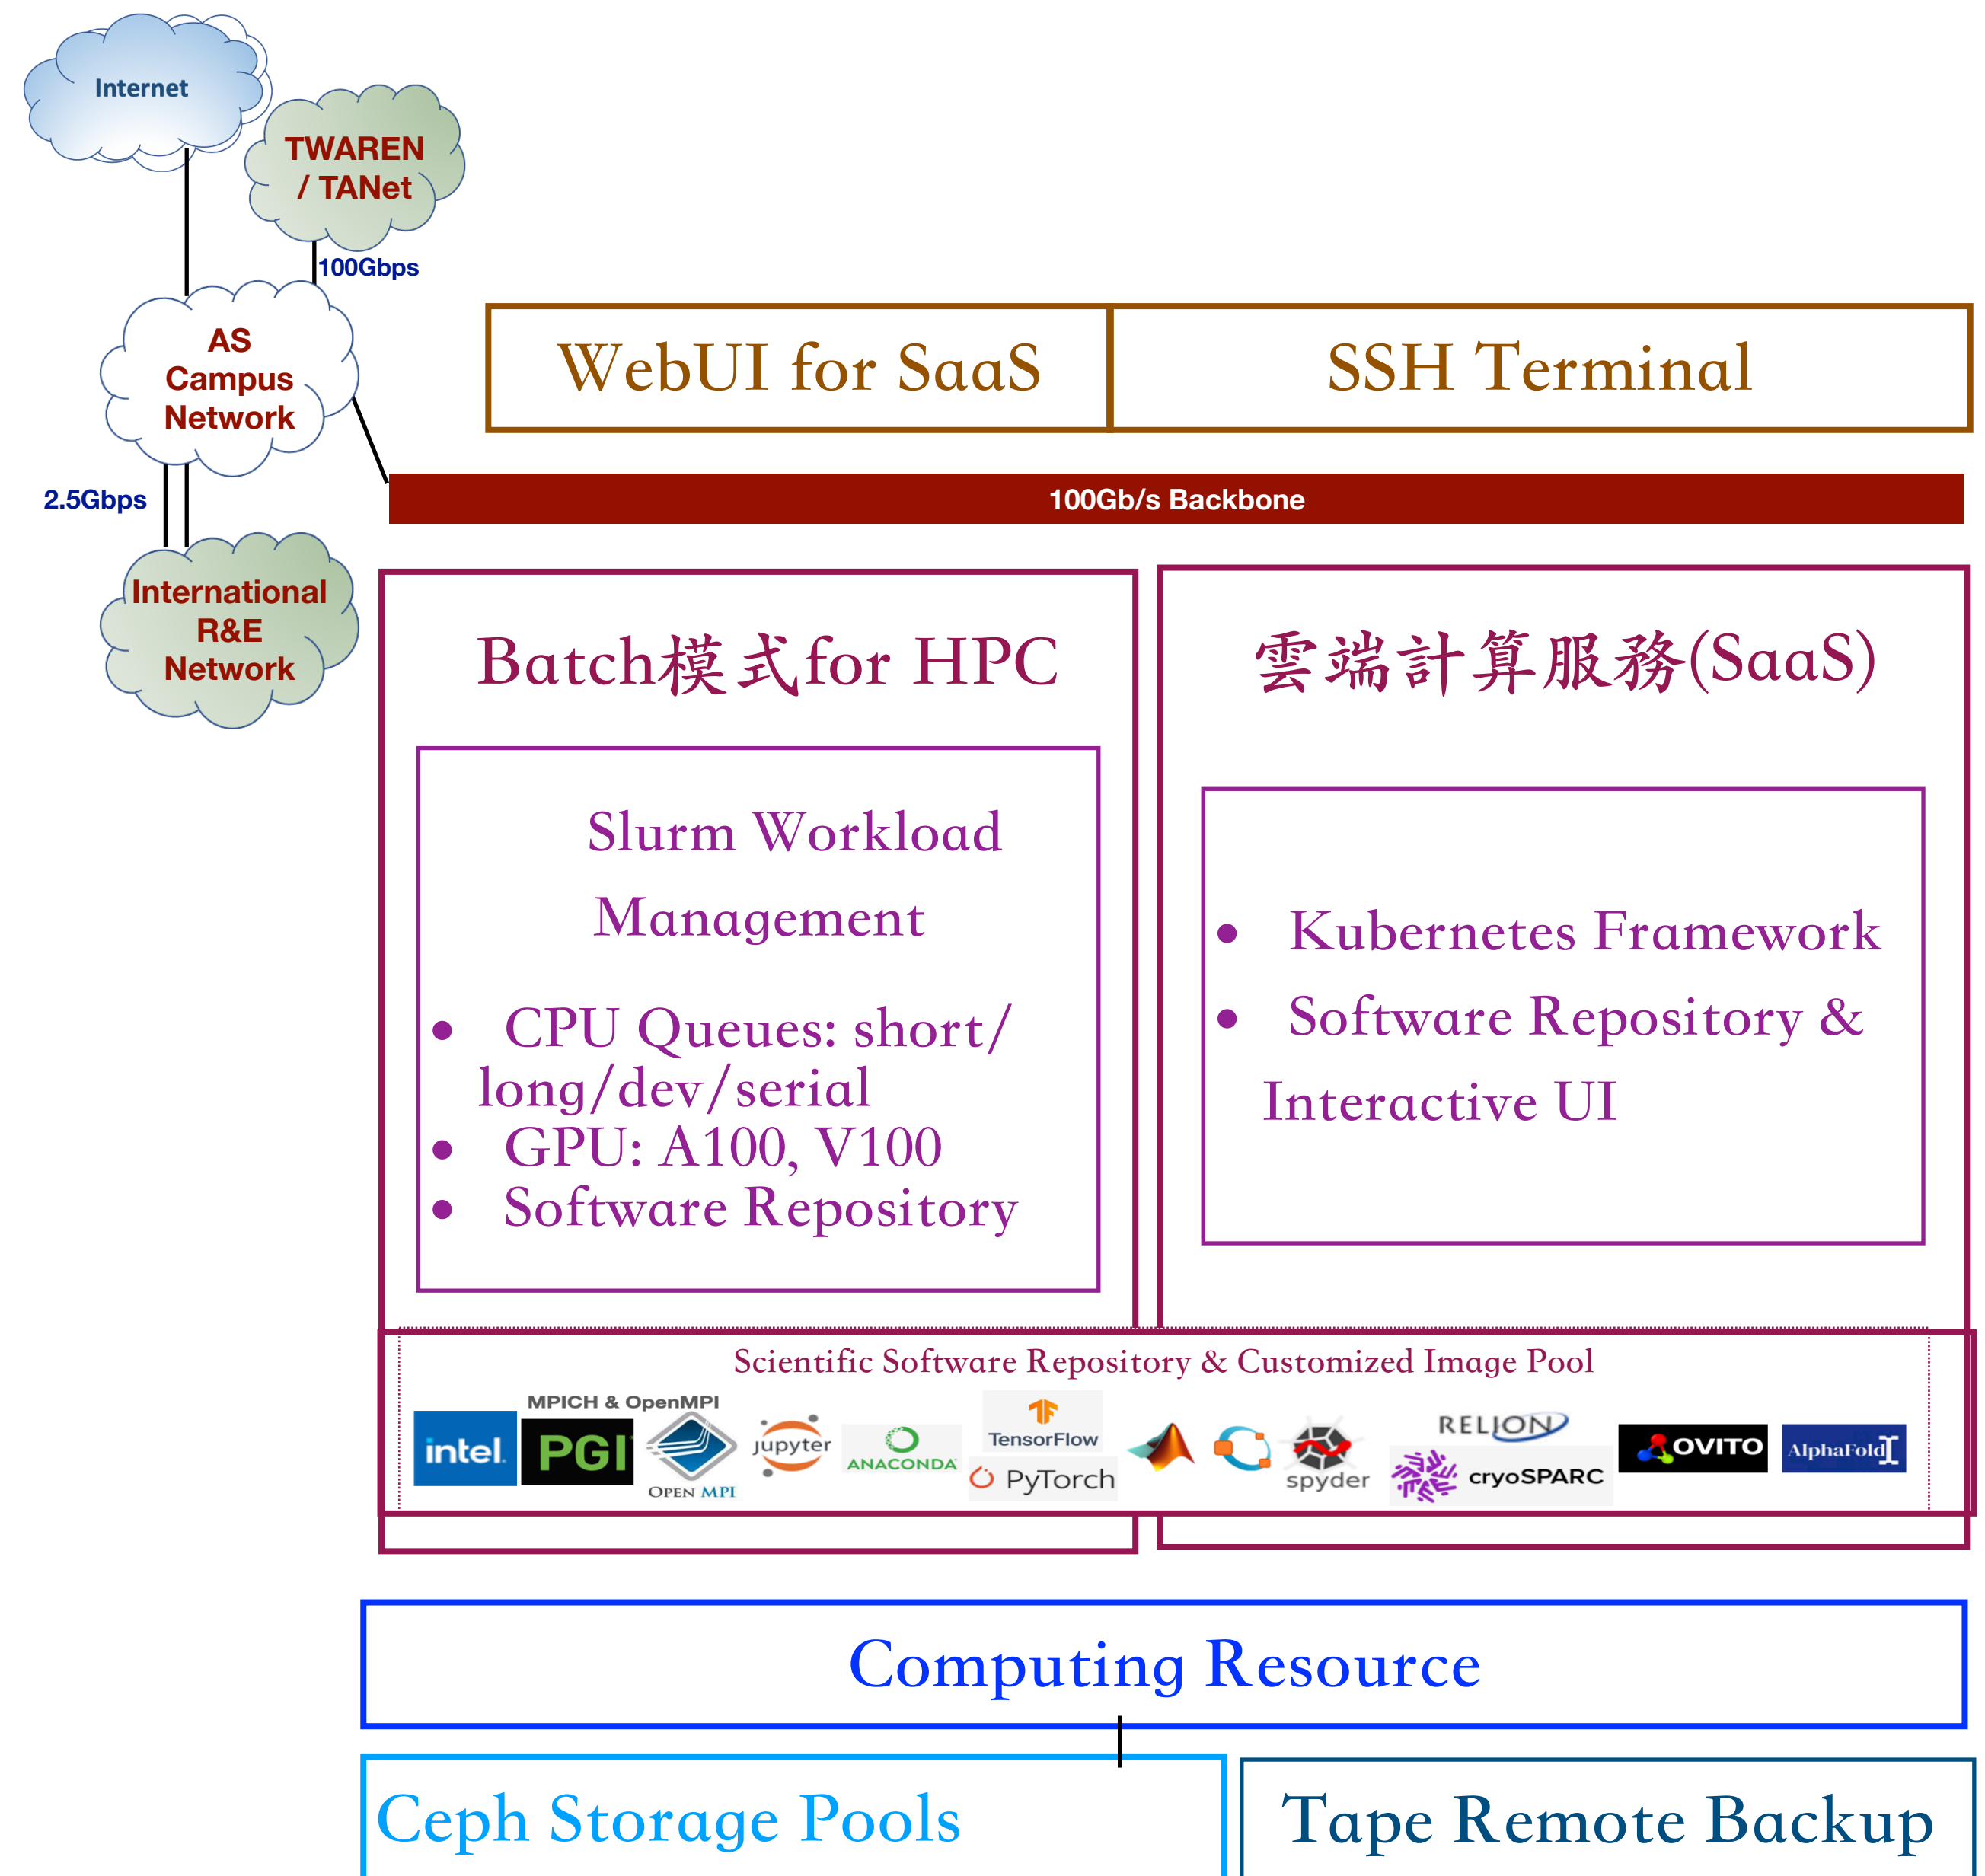 Internet
TWAREN
/ TANet
100Gbps
AS
Campus
Network
2.5Gbps
International
R&E
Network
WebUI for SaaS
SSH Terminal
100Gb/s Backbone
Batch模式for HPC
Slurm Workload
Management
• CPU Queues: short/
long/dev/serial
• GPU: A100, V100
• Software Repository
雲端計算服務(SaaS)
• Kubernetes Framework
• Software Repository &
Interactive UI
Scientific Software Repository & Customized Image Pool
MPICH & OpenMPI
intel.
PGI
OPEN MPI
jupyter
ANACONDA
TensorFlow
PyTorch
spyder
RELION
cryoSPARC
OVITO
AlphaFold
Computing Resource
Ceph Storage Pools
Tape Remote Backup